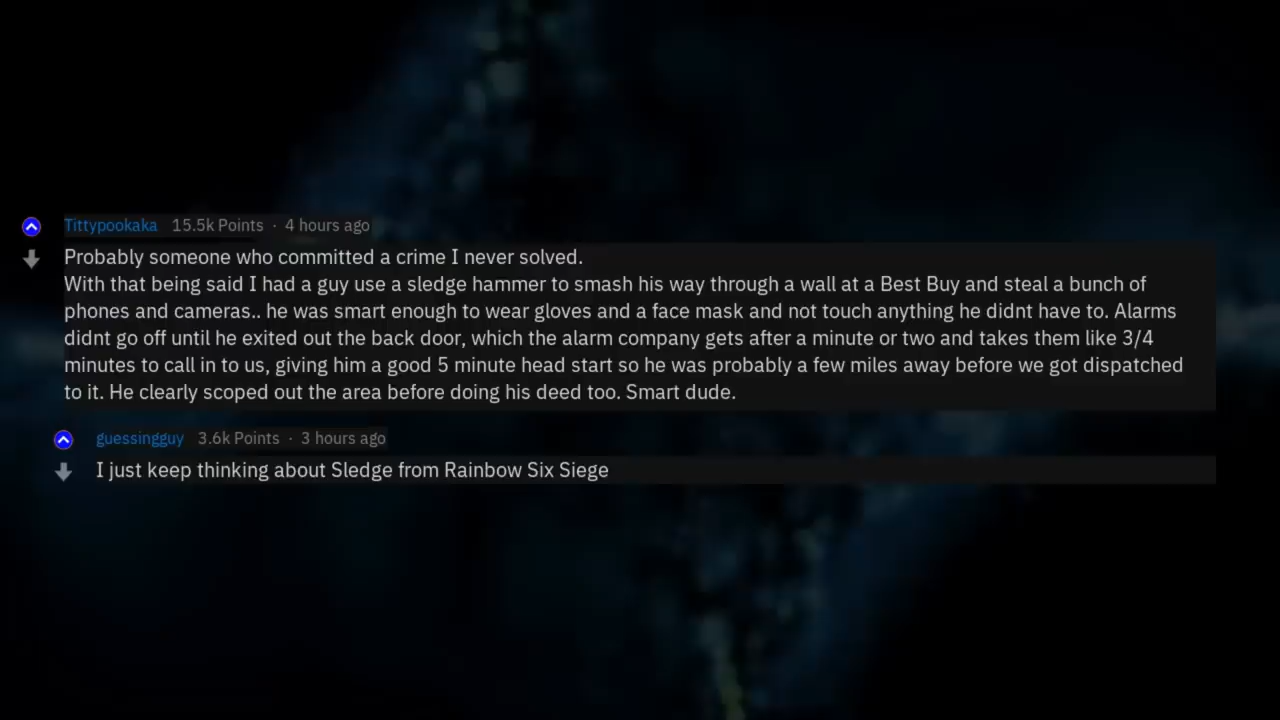 Tittypookaka 15.5k Points · 4 hours ago
Probably someone who committed a crime I never solved.
With that being said I had a guy use a sledge hammer to smash his way through a wall at a Best Buy and steal a bunch of
phones and cameras.. he was smart enough to wear gloves and a face mask and not touch anything he didnt have to. Alarms
didnt go off until he exited out the back door, which the alarm company gets after a minute or two and takes them like 3/4
minutes to call in to us, giving him a good 5 minute head start so he was probably a few miles away before we got dispatched
to it. He clearly scoped out the area before doing his deed too. Smart dude.
guessingguy 3.6k Points · 3 hours ago
I just keep thinking about Sledge from Rainbow Six Siege